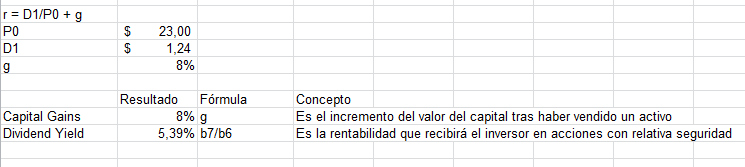 r = D1/P0 + g
P0 $ 23,00
D1 $ 1,24
g 8%
Resultado Fórmula Concepto
Capital Gains 8% g Es el incremento del valor del capital tras haber vendido un activo
Dividend Yield 5,39% b7/b6 Es la rentabilidad que recibirá el inversor en acciones con relativa seguridad